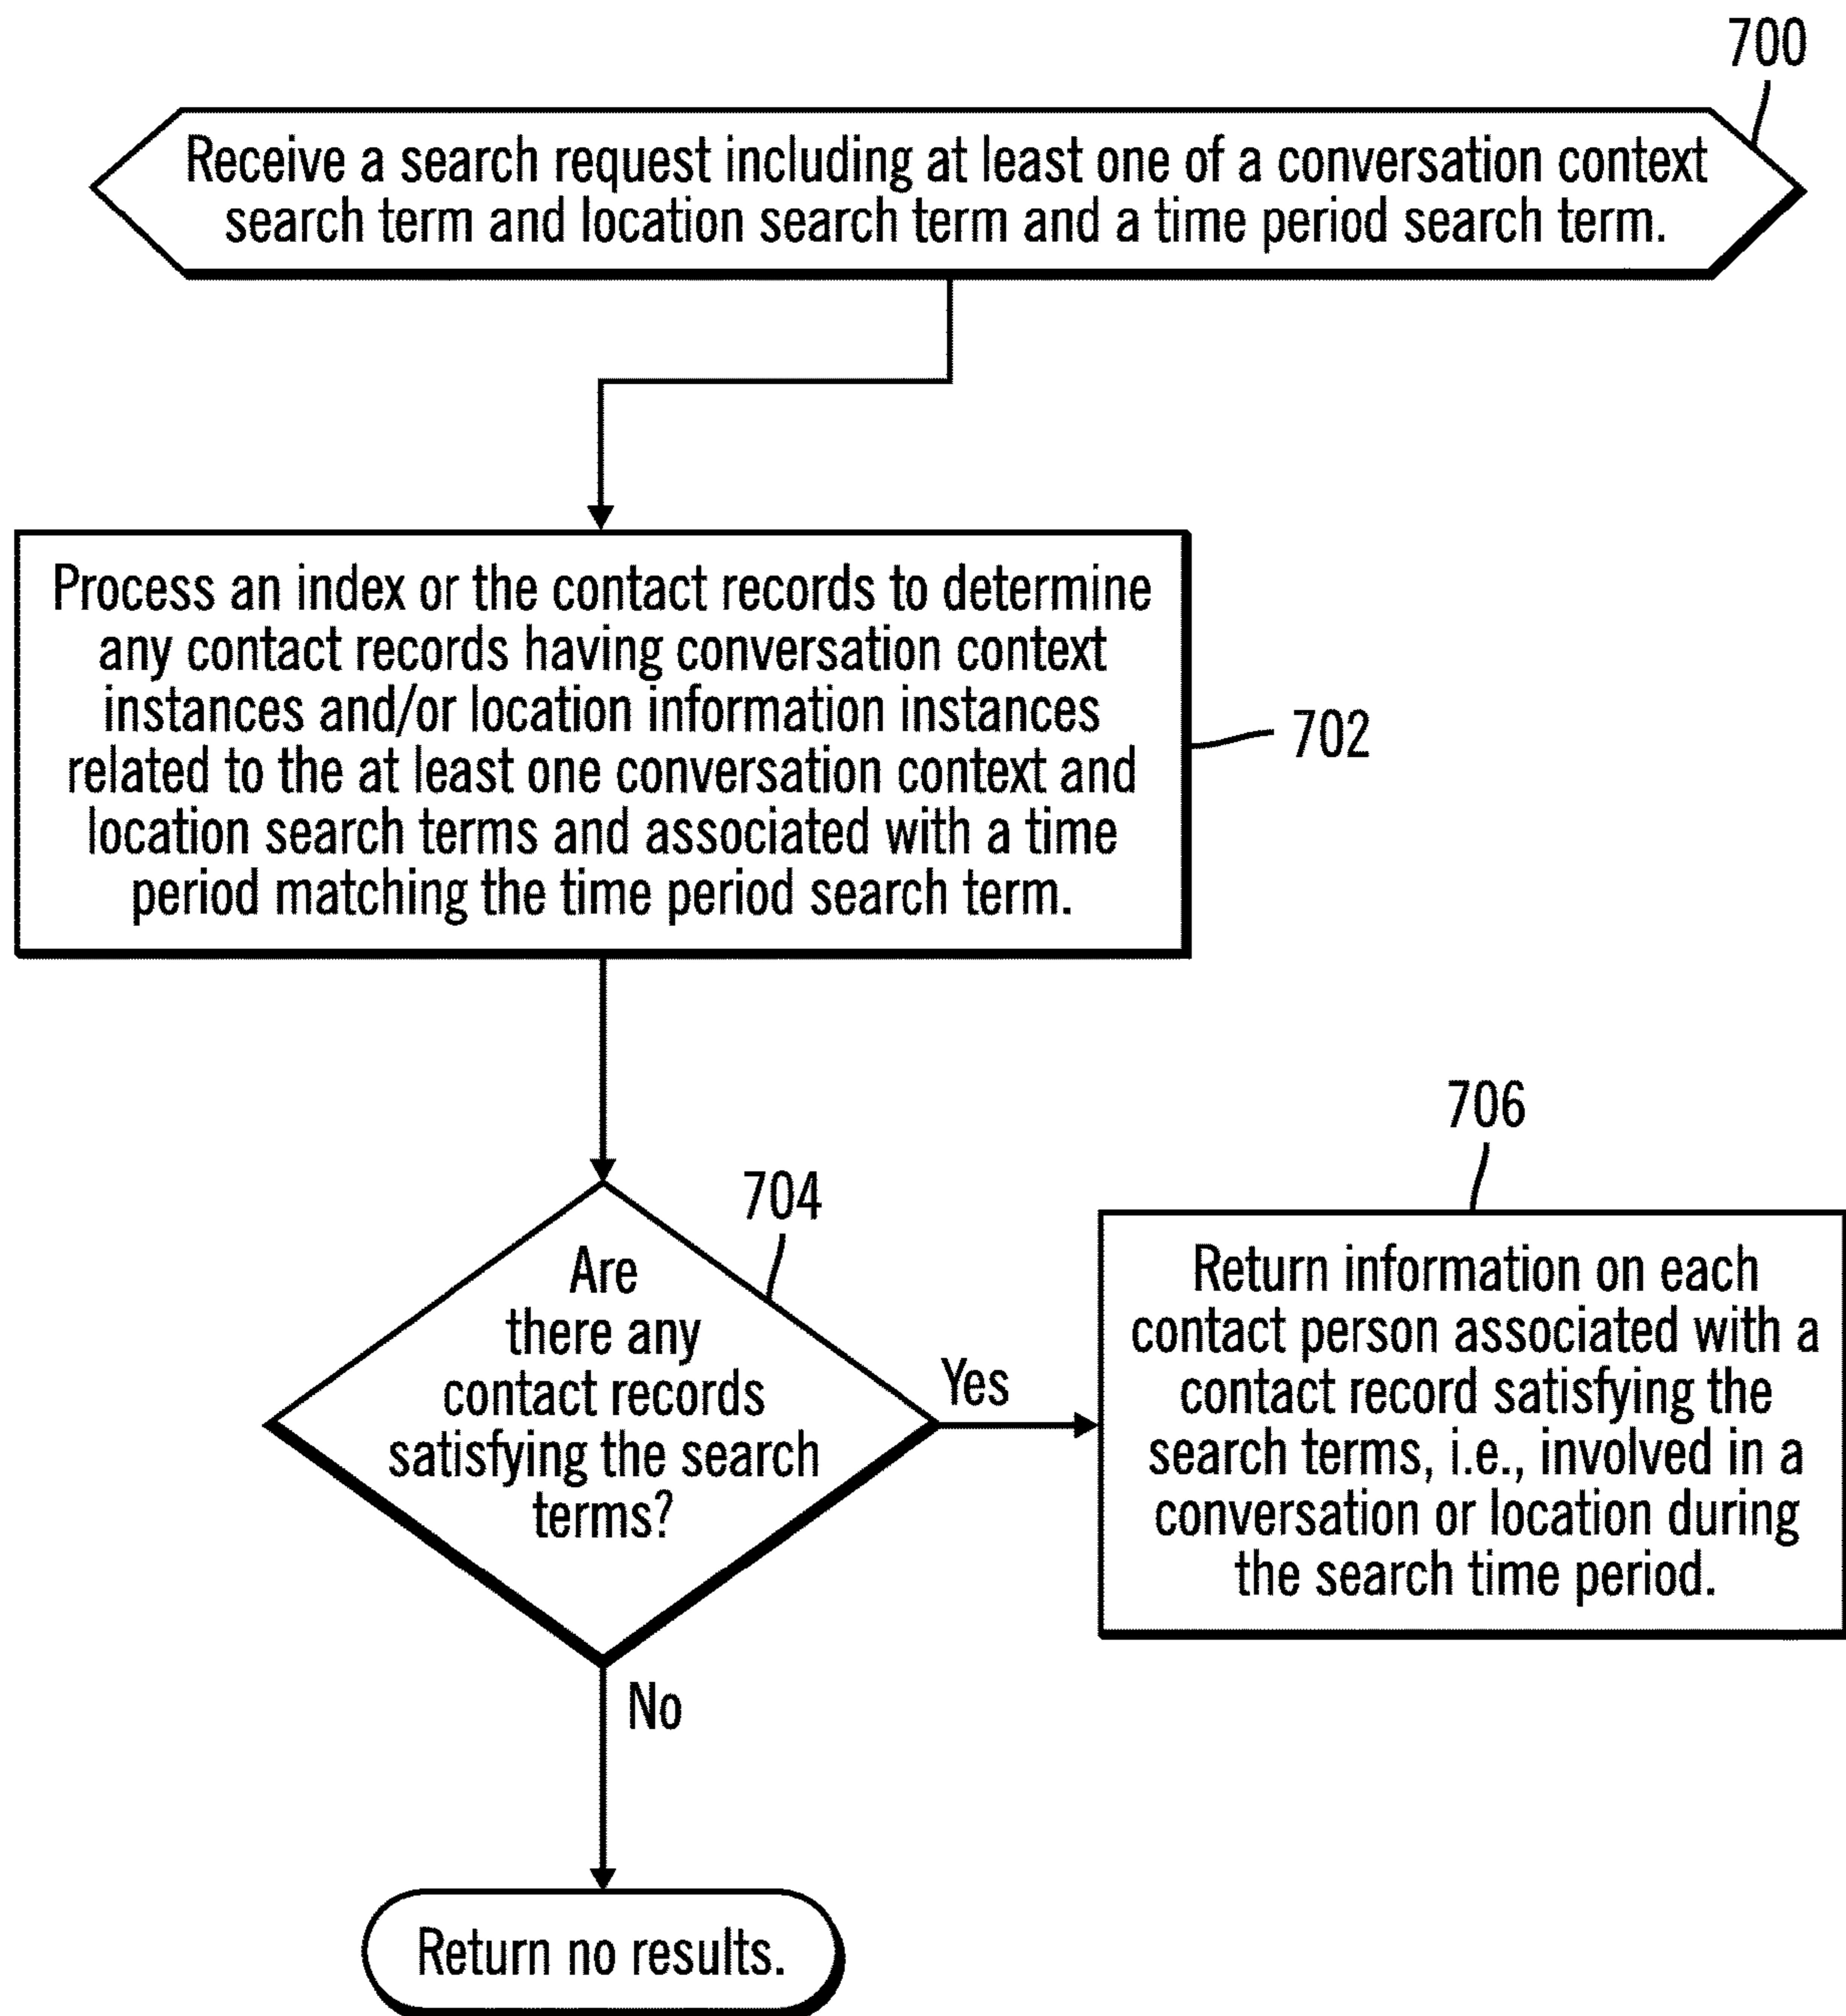 700
Receive a search request including at least one of a conversation context
search term and location search term and a time period search term.
Process an index or the contact records to determine
any contact records having conversation context
instances and/or location information instances
related to the at least one conversation context and
location search terms and associated with a time
period matching the time period search term.
702
704
Are
there any
contact records
satisfying the search
terms?
Yes
706
Return information on each
contact person associated with a
contact record satisfying the
search terms, i.e., involved in a
conversation or location during
the search time period.
No
Return no results.